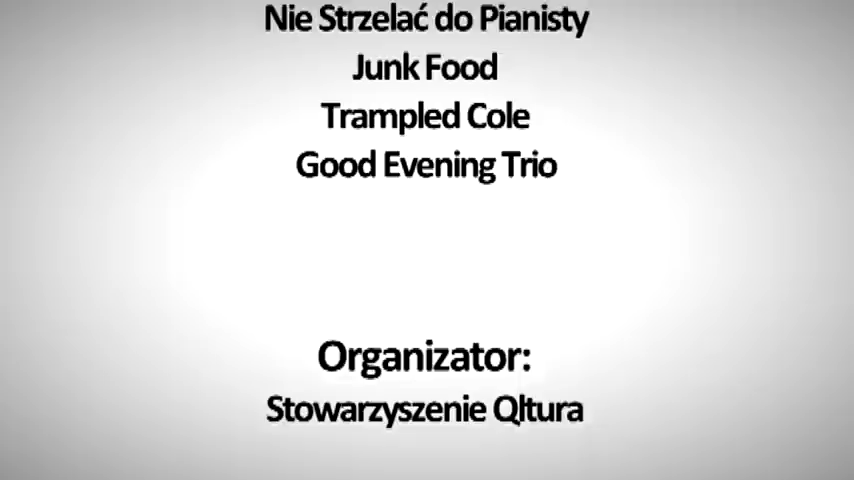 Nie Strzelać do Pianisty
Junk Food
Trampled Cole
Good Evening Trio
Organizator:
Stowarzyszenie Qltura